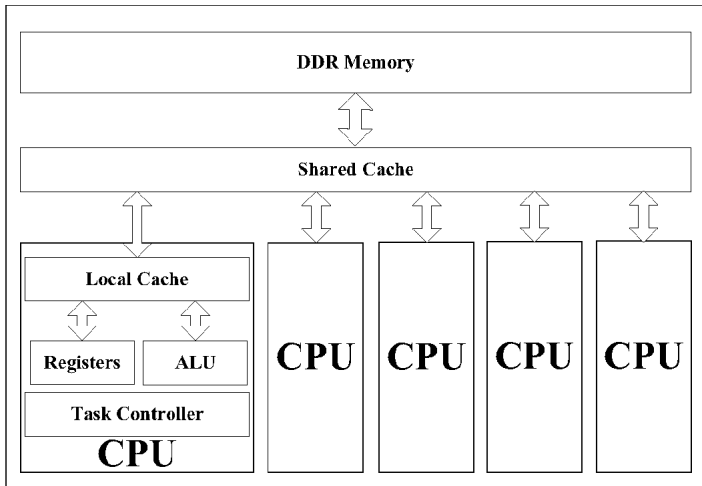 DDR Memory
Shared Cache
Local Cache
Registers
ALU
Task Controller
CPU
CPU
CPU
CPU
CPU